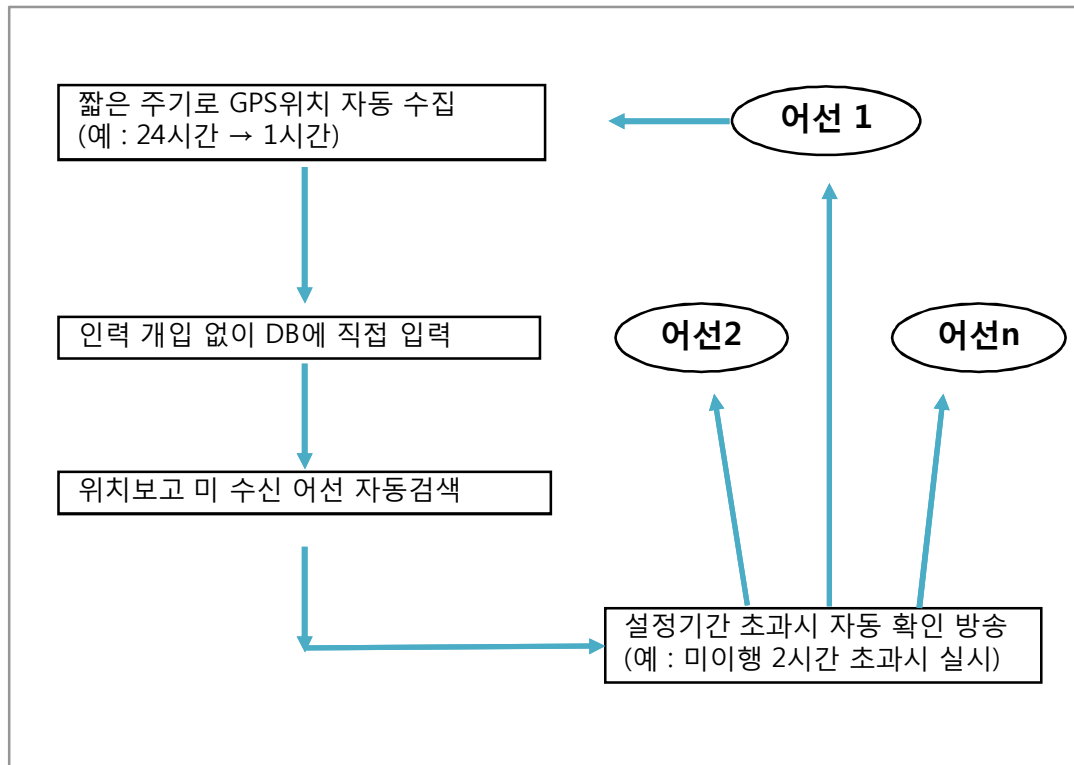 짧은 주기로 GPS위치 자동 수집
(예 : 24시간 → 1시간)
어선 1
인력 개입 없이 DB에 직접 입력
어선2
어선n
위치보고 미 수신 어선 자동검색
설정기간 초과시 자동 확인 방송
(예 : 미이행 2시간 초과시 실시)